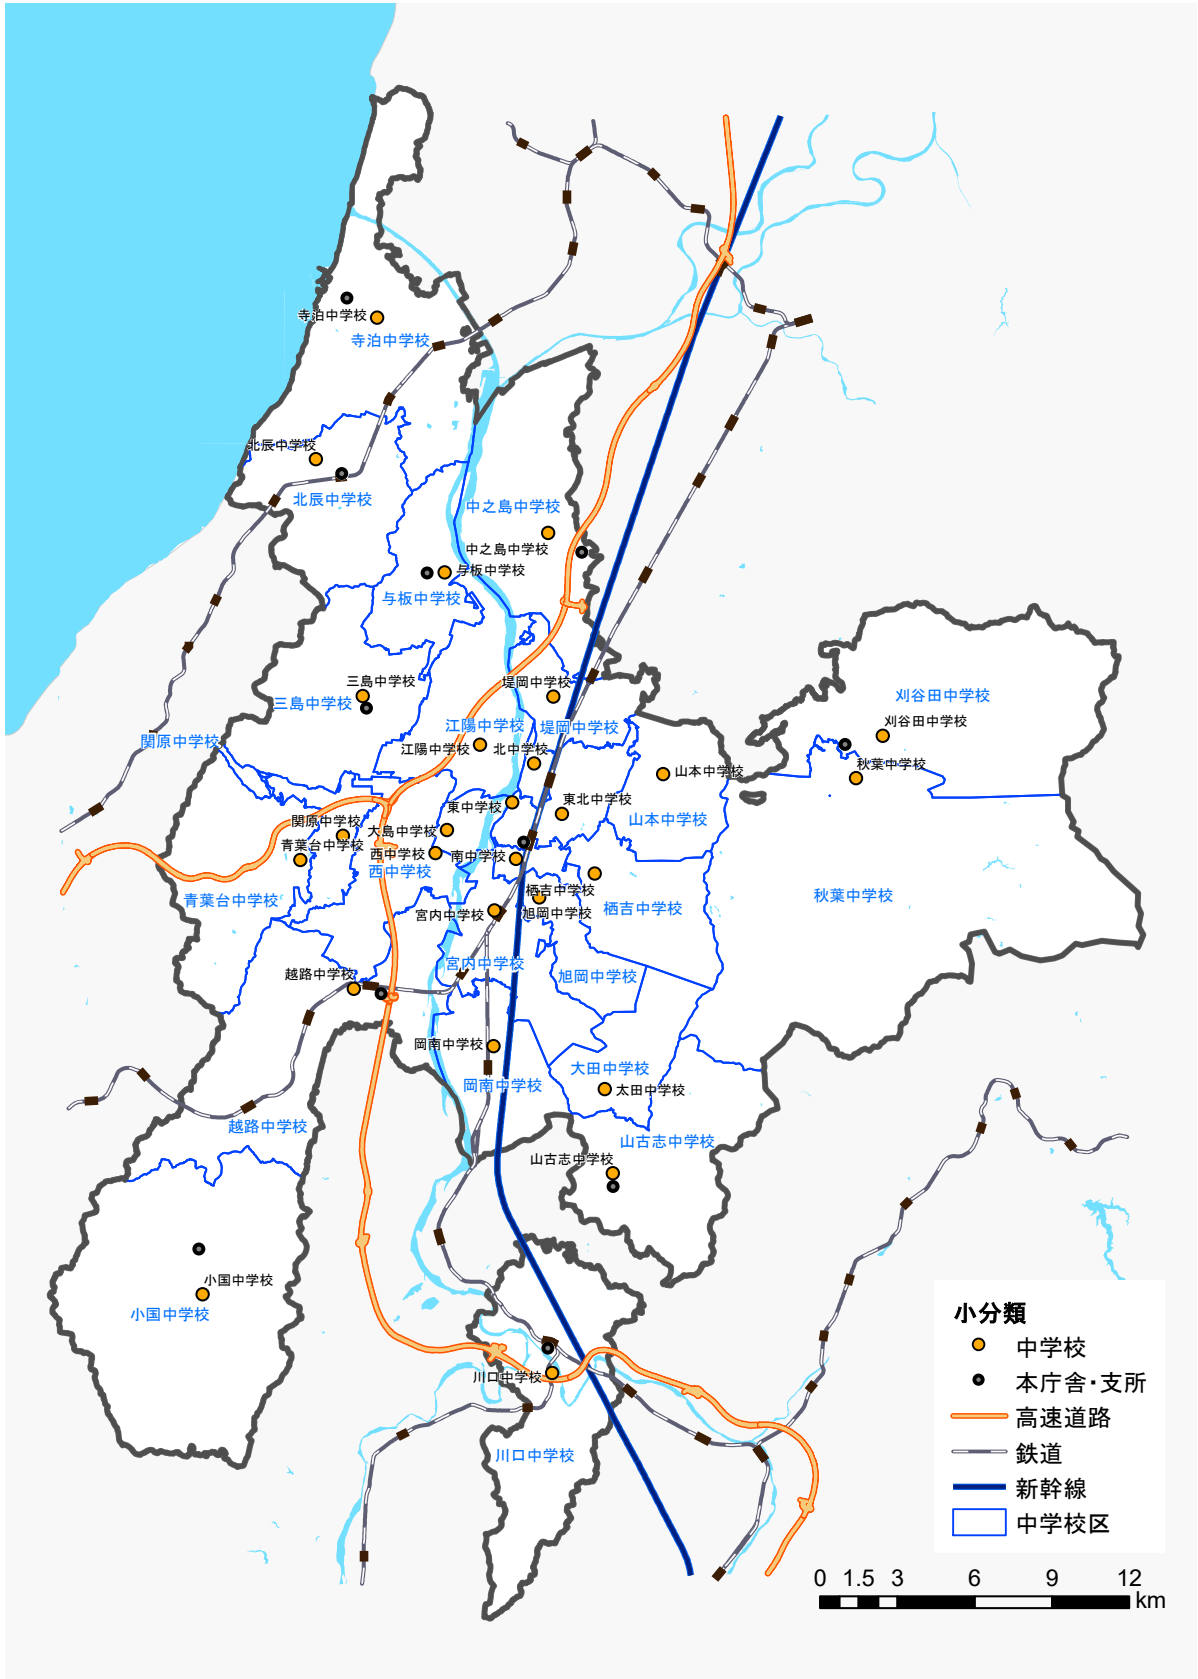 寺泊中学校
寺泊中学校
北辰中学校
北辰中学校
中之島中学校
中之島中学校
与板中学校
与板中学校
三島中学校
三島中学校
堤岡中学校
堤岡中学校
江陽中学校
江陽中学校
北中学校
関原中学校
刈谷田中学校
刈谷田中学校
秋葉中学校
山本中学校
山本中学校
東中学校
東北中学校
関原中学校
大島中学校
青葉台中学校
西中学校
南中学校
西中学校
青葉台中学校
栖吉中学校
栖吉中学校
旭岡中学校
宮内中学校
秋葉中学校
宮内中学校
旭岡中学校
越路中学校
岡南中学校
岡南中学校
大田中学校
太田中学校
越路中学校
山古志中学校
山古志中学校
小国中学校
小国中学校
川口中学校
川口中学校
小分類
中学校
本庁舎・支所
高速道路
鉄道
新幹線
中学校区
0 1.5 3 6 9 12
km